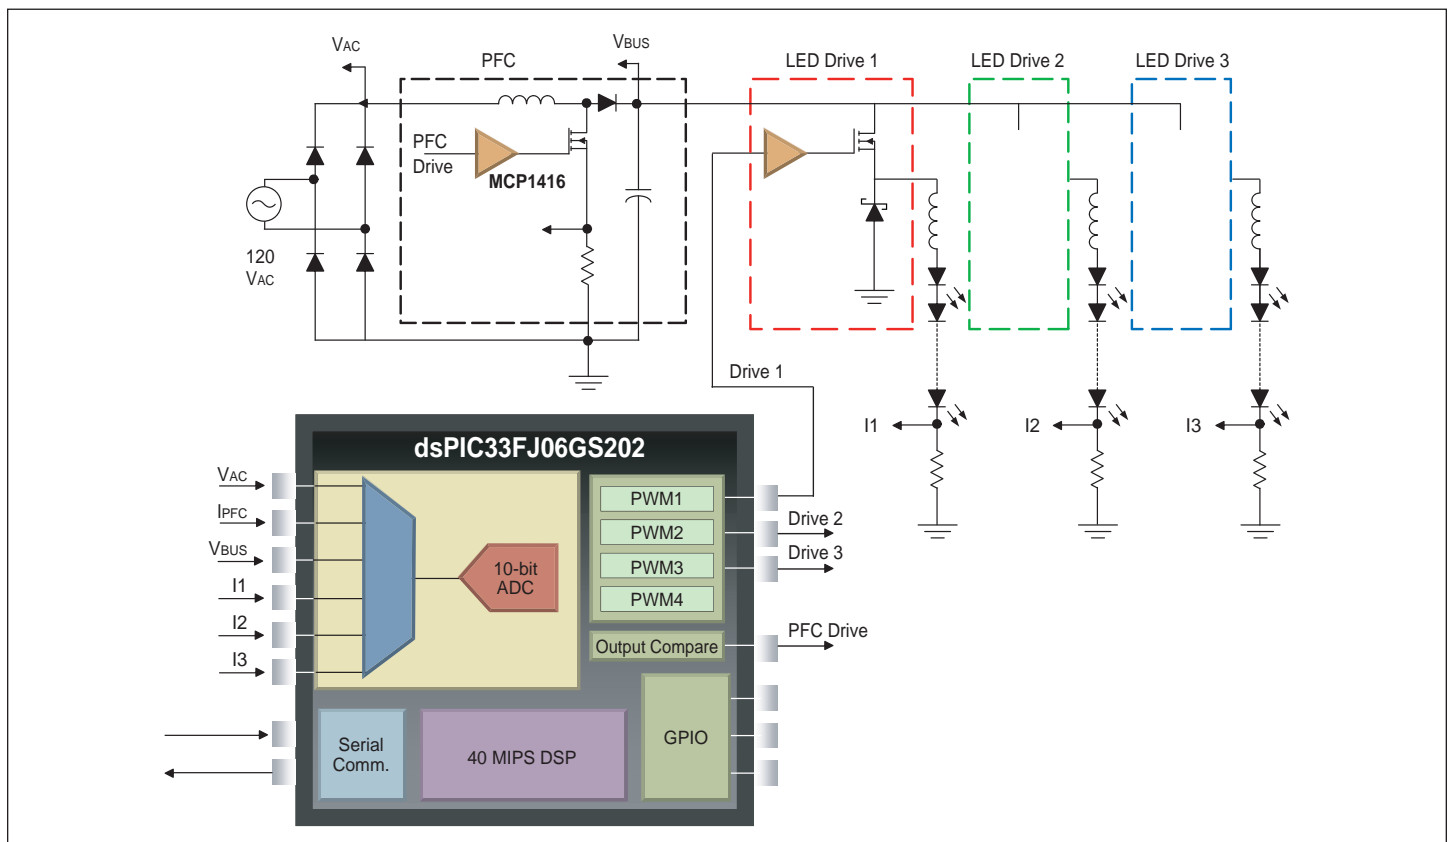 VAC
PFC
VBUS
LED Drive 1
LED Drive 2
LED Drive 3
PFC
Drive
MCP1416
120
VAC
Drive 1
I1
I2
I3
dsPIC33FJ06GS202
VAC
IPFC
VBUS
I1
I2
I3
10-bit
ADC
PWM1
PWM2
PWM3
PWM4
Drive 2
Drive 3
Output Compare
PFC Drive
Serial
Comm.
40 MIPS DSP
GPIO